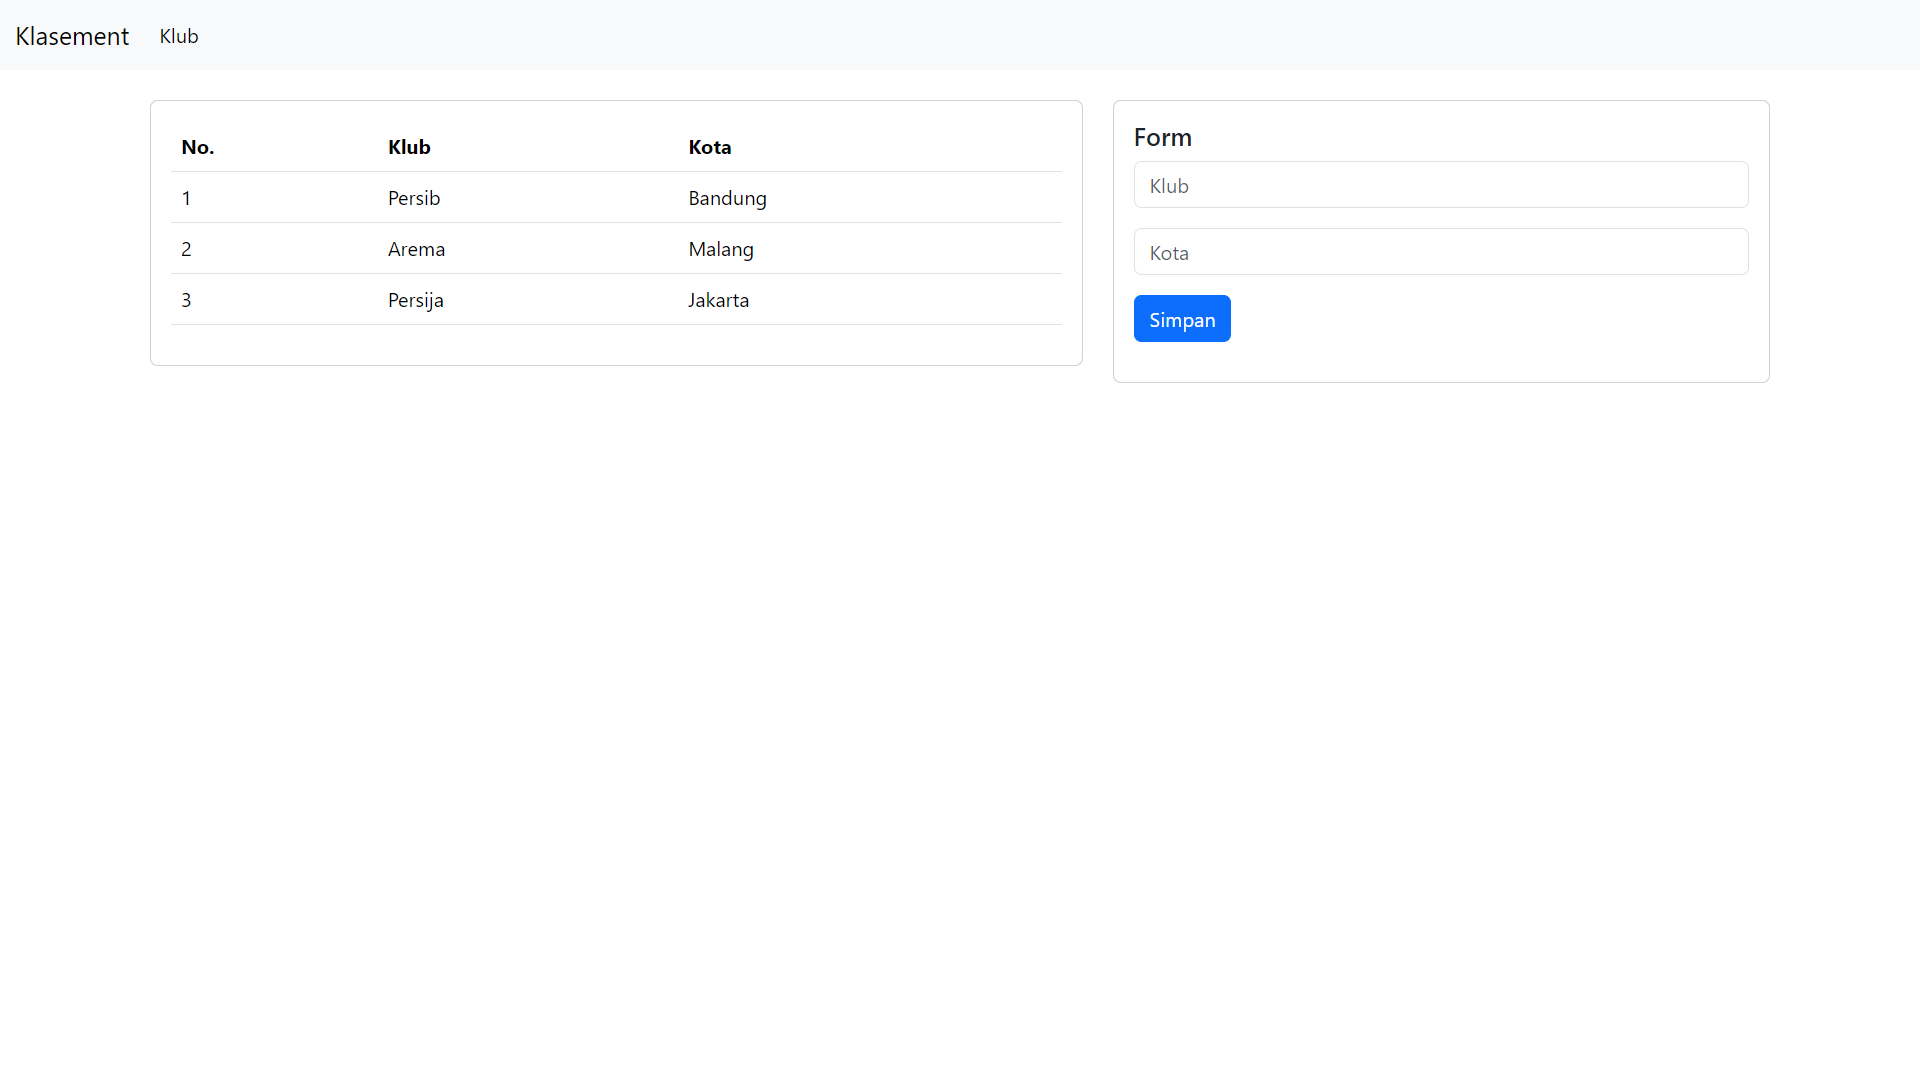 Klasement Klub
No. Klub Kota
1 Persib Bandung
2 Arema Malang
3 Persija Jakarta
Form
Klub
Kota
Simpan